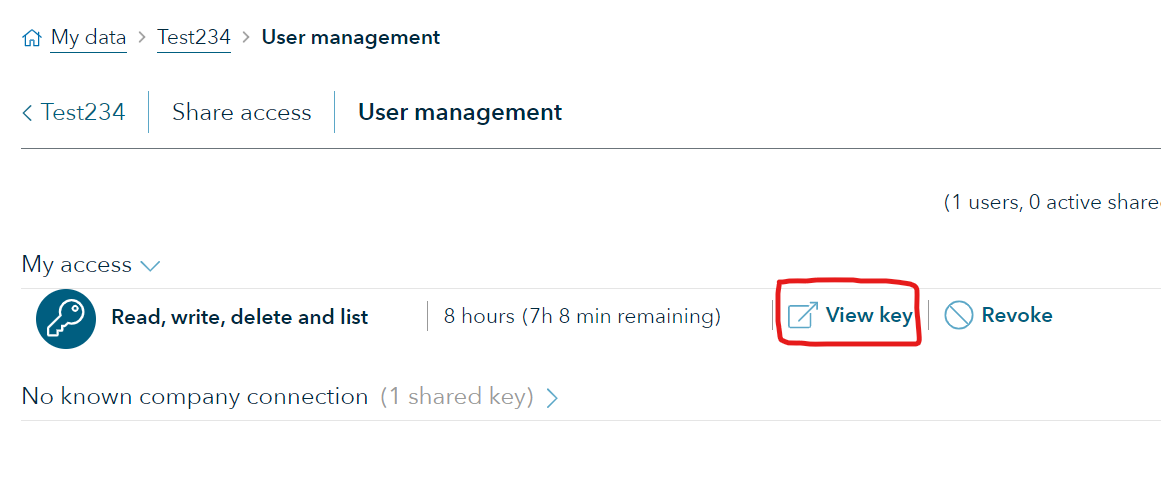 My data > Test234 > User management
< Test234 Share access User management
(1 users, 0 active share
My access
Read, write, delete and list 8 hours (7h 8 min remaining) View key Revoke
No known company connection (1 shared key)